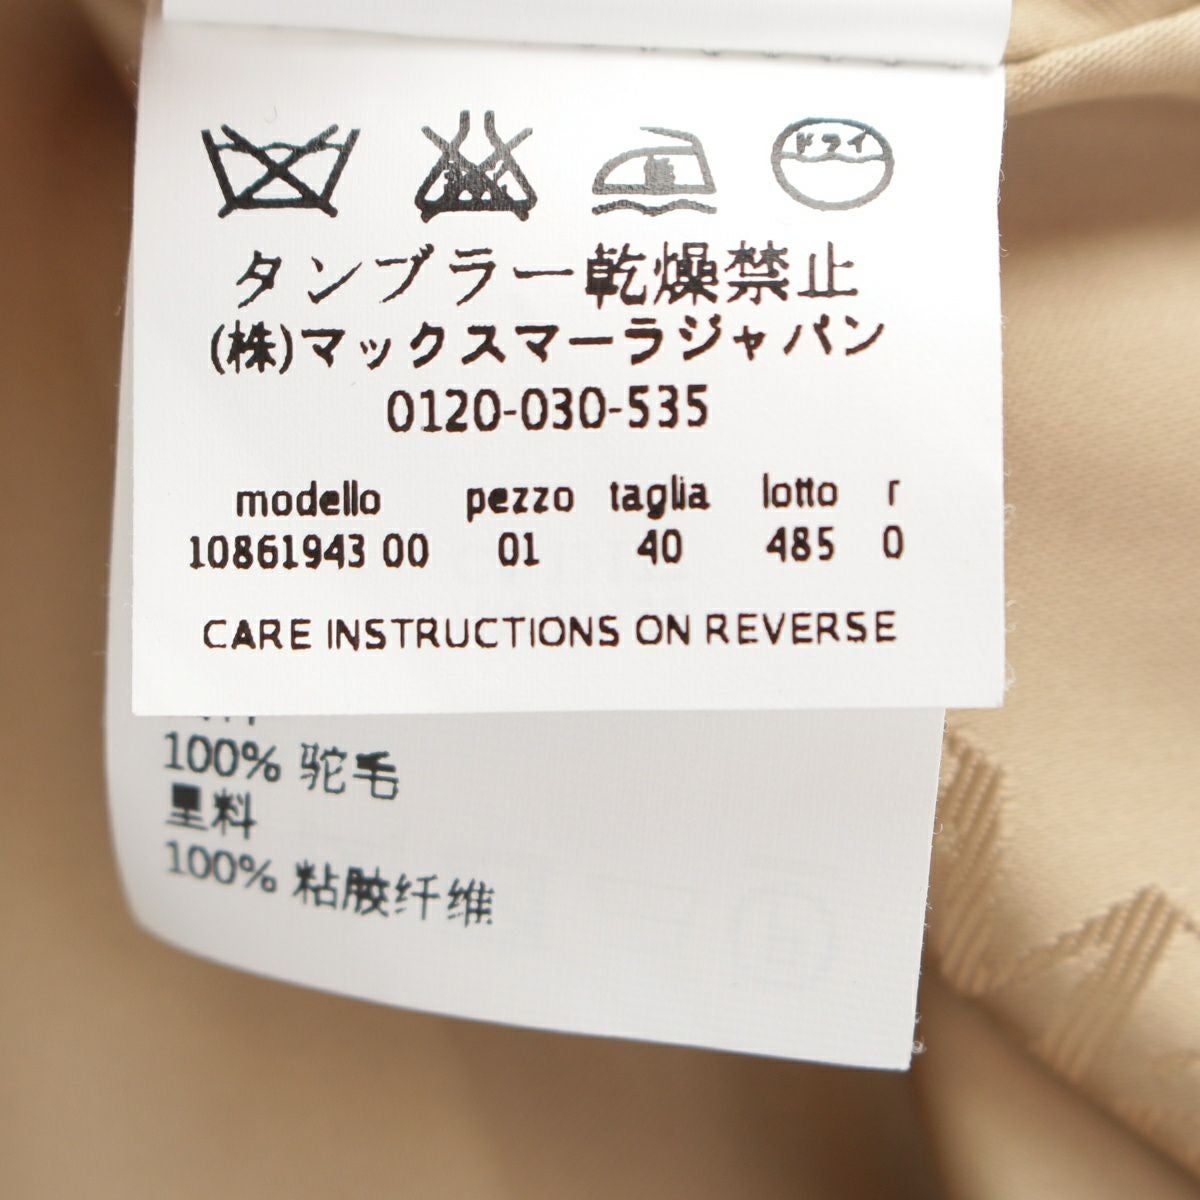 ドライ
タンブラー乾燥禁止
(株)マックスマーラジャパン
0120-030-535
modello pezzo taglia lotto r
10861943 00 01 40 485 0
CARE INSTRUCTIONS ON REVERSE
100% 驼毛
里料
100% 粘胶纤维